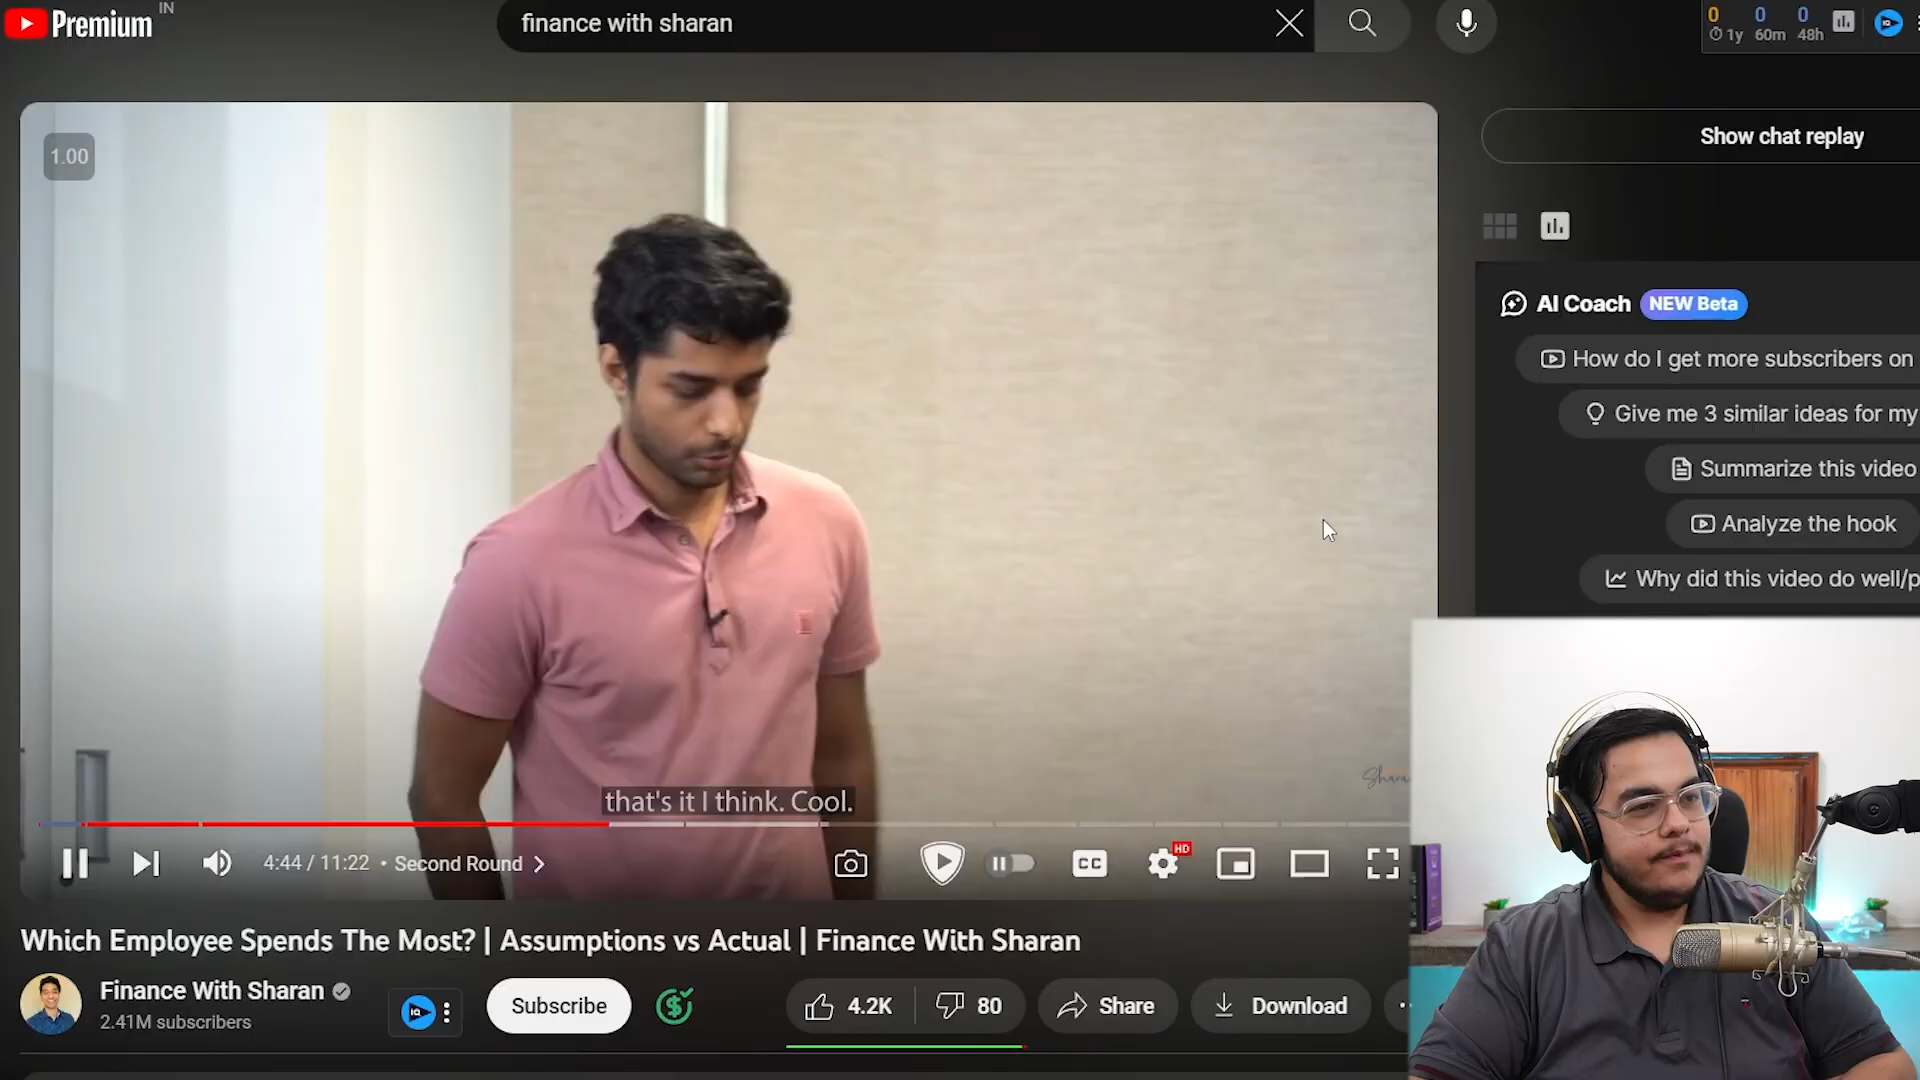 Premium IN
finance with sharan
0 0 0
1y 60m 48h
1.00
Show chat replay
AI Coach NEW Beta
How do I get more subscribers on
Give me 3 similar ideas for my
Summarize this video
Analyze the hook
Why did this video do well/p
Shara
that's it I think. Cool.
4:44 / 11:22 • Second Round
CC
HD
Which Employee Spends The Most? | Assumptions vs Actual | Finance With Sharan
Finance With Sharan
2.41M subscribers
IQ
Subscribe
4.2K
80
Share
Download